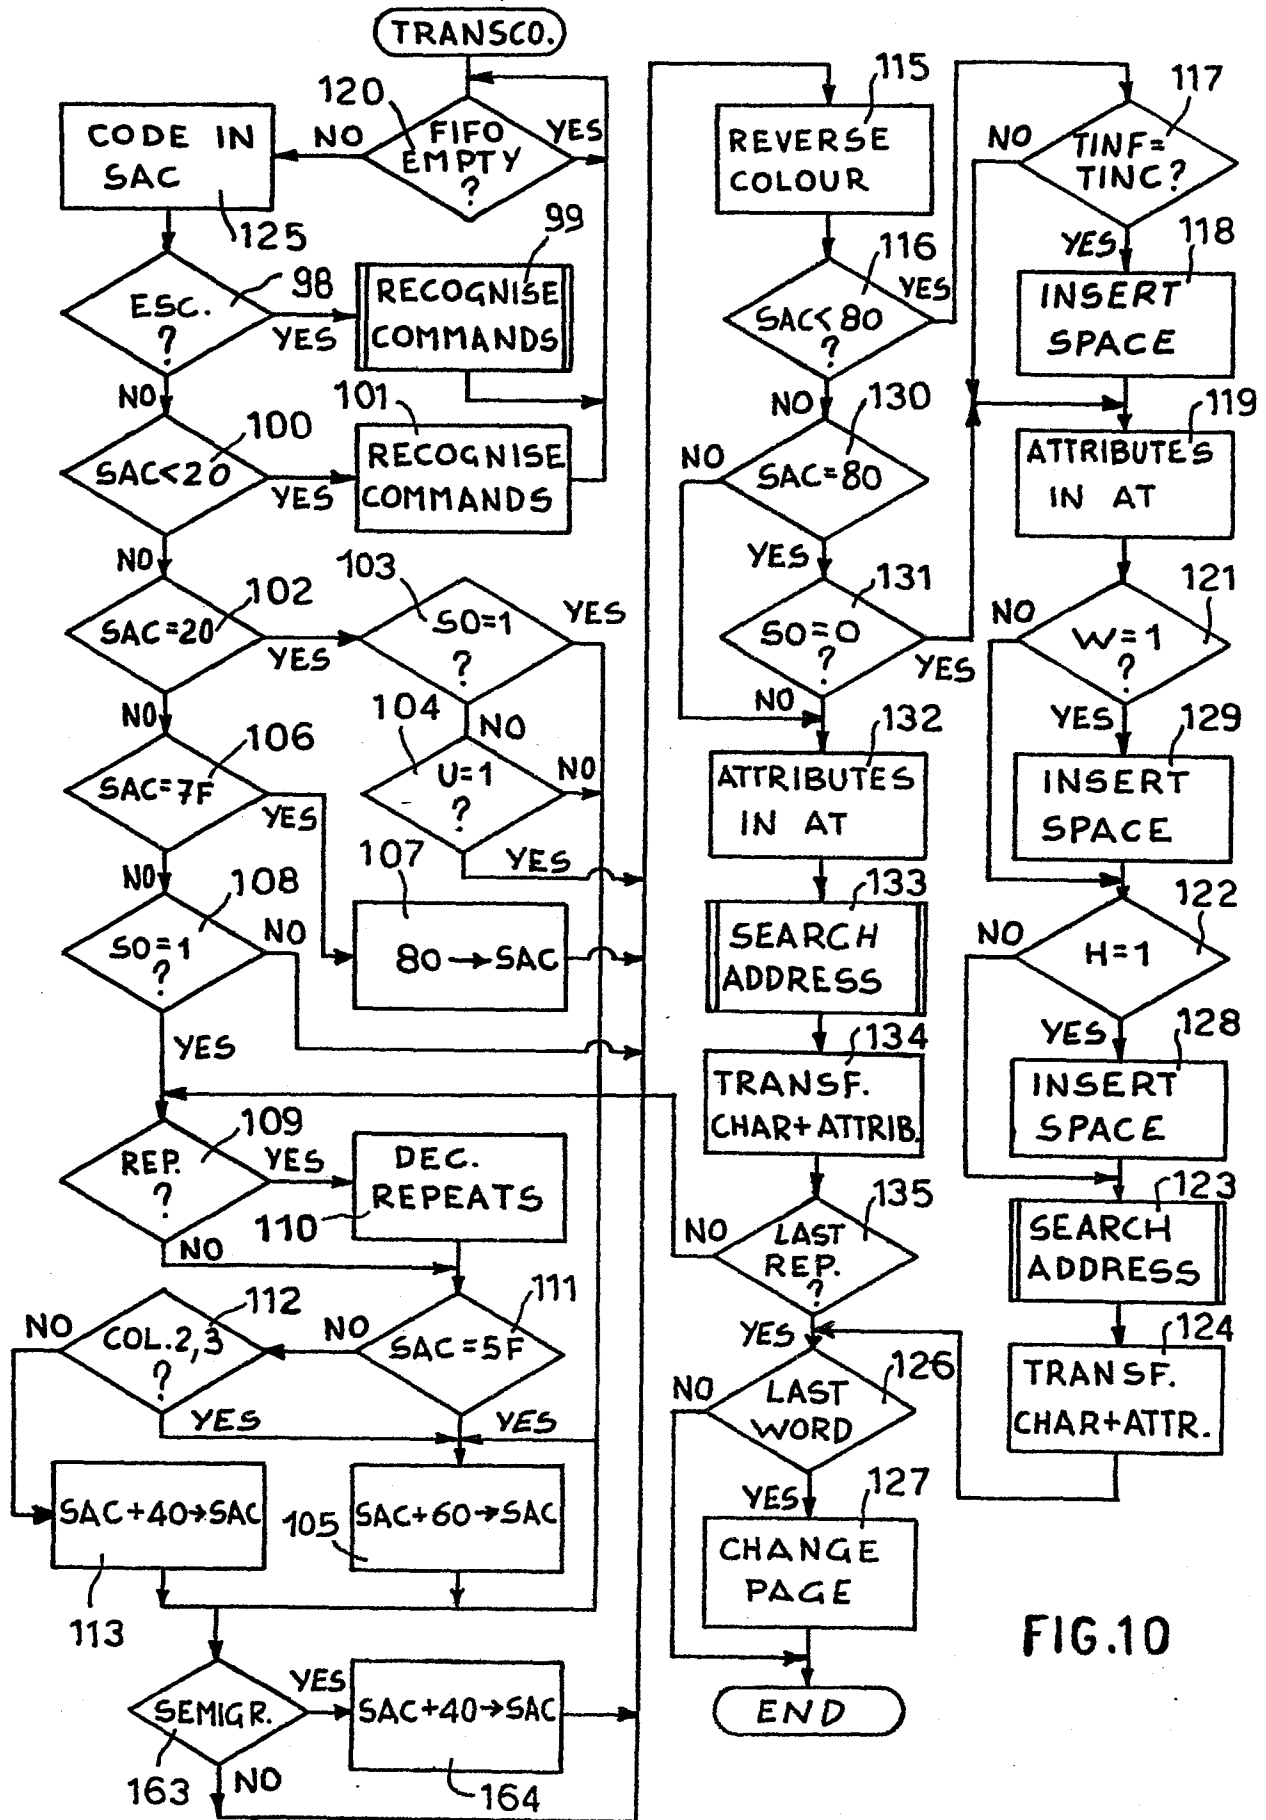 TRANSCO.
120
FIFO
EMPTY
?
NO
YES
CODE IN
SAC
125
98
ESC.
?
YES
NO
99
RECOGNISE
COMMANDS
100
SAC<20
YES
NO
101
RECOGNISE
COMMANDS
102
SAC=20
YES
NO
103
SO=1
?
YES
NO
104
U=1
?
NO
YES
106
SAC=7F
YES
NO
107
80→SAC
108
SO=1
?
NO
YES
109
REP.
?
YES
NO
DEC.
REPEATS
110
111
SAC=5F
NO
YES
112
COL.2,3
?
NO
YES
SAC+40→SAC
113
SAC+60→SAC
105
SEMIGR.
163
YES
NO
SAC+40→SAC
164
115
REVERSE
COLOUR
116
SAC<80
?
YES
NO
130
SAC=80
NO
YES
131
SO=0
?
YES
NO
132
ATTRIBUTES
IN AT
133
SEARCH
ADDRESS
134
TRANSF.
CHAR+ATTRIB.
135
LAST
REP.
?
NO
YES
126
LAST
WORD
NO
YES
127
CHANGE
PAGE
END
117
TINF=
TINC?
NO
YES
118
INSERT
SPACE
119
ATTRIBUTES
IN AT
121
W=1
?
NO
YES
129
INSERT
SPACE
122
H=1
NO
YES
128
INSERT
SPACE
123
SEARCH
ADDRESS
124
TRANSF.
CHAR+ATTR.
FIG.10